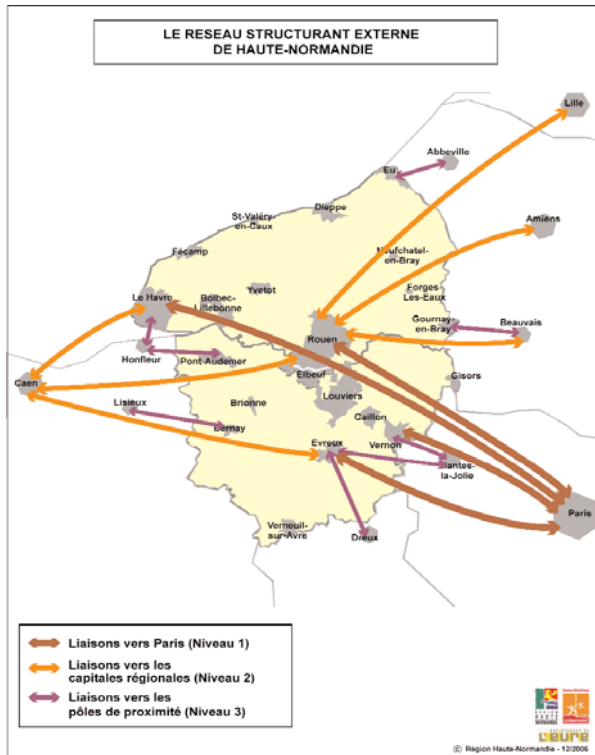 LE RESEAU STRUCTURANT EXTERNE
DE HAUTE-NORMANDIE
Lille
Abbeville
Eu
Dieppe
Amiens
St-Valéry-
en-Caux
Fécamp
Neufchatel-
en-Bray
Le Havre
Bolbec-
Lillebonne
Yvetot
Forges-
Les-Eaux
Gournay-
en-Bray
Beauvais
Rouen
Honfleur
Pont-Audemer
Elbeuf
Gisors
Caen
Louviers
Lisieux
Brionne
Gaillon
Bernay
Evreux
Vernon
Mantes-
la-Jolie
Paris
Verneuil-
sur-Avre
Dreux
Liaisons vers Paris (Niveau 1)
Liaisons vers les
capitales régionales (Niveau 2)
Liaisons vers les
pôles de proximité (Niveau 3)
HAUTE
NORMANDIE
L'EURE
© Région Haute-Normandie - 12/2006